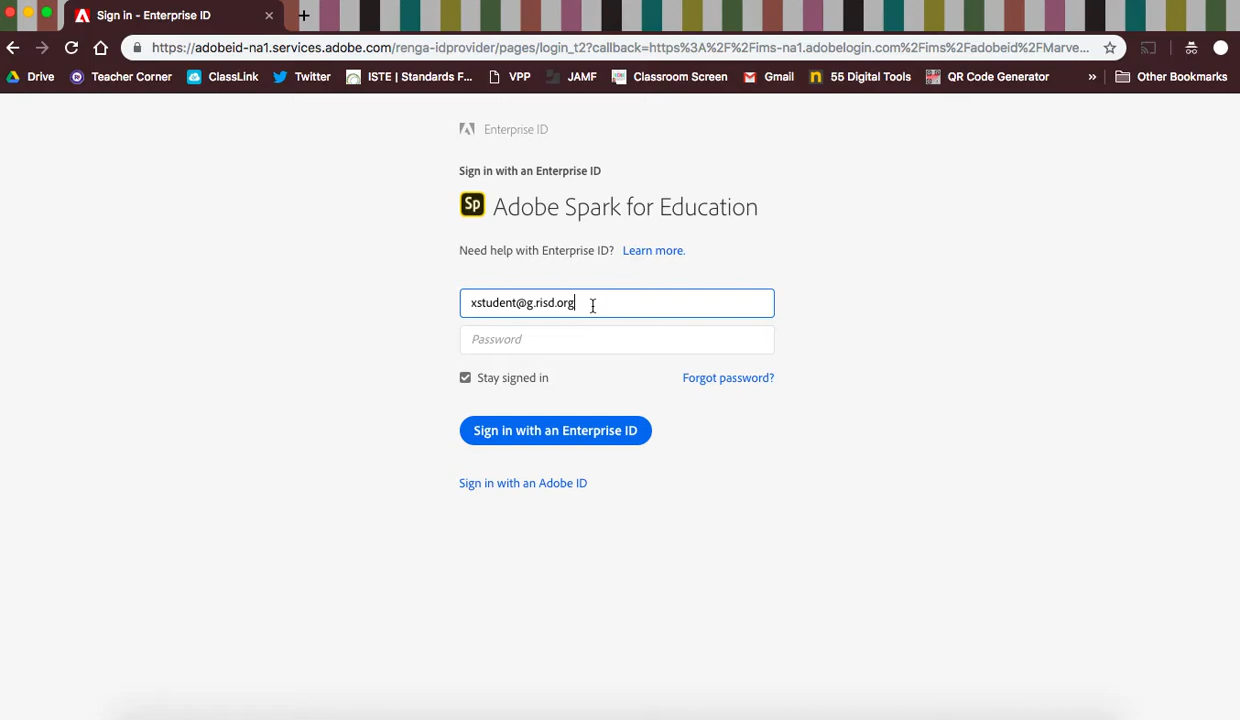 Sign in - Enterprise ID
https://adobeid-na1.services.adobe.com/renga-idprovider/pages/login_t2?callback=https%3A%2F%2Fims-na1.adobelogin.com%2Fims%2Fadobeid%2FMarve...
Drive Teacher Corner ClassLink Twitter ISTE | Standards F... VPP JAMF Classroom Screen Gmail 55 Digital Tools QR Code Generator » Other Bookmarks
Enterprise ID
Sign in with an Enterprise ID
Sp Adobe Spark for Education
Need help with Enterprise ID? Learn more.
xstudent@g.risd.org
Password
Stay signed in Forgot password?
Sign in with an Enterprise ID
Sign in with an Adobe ID